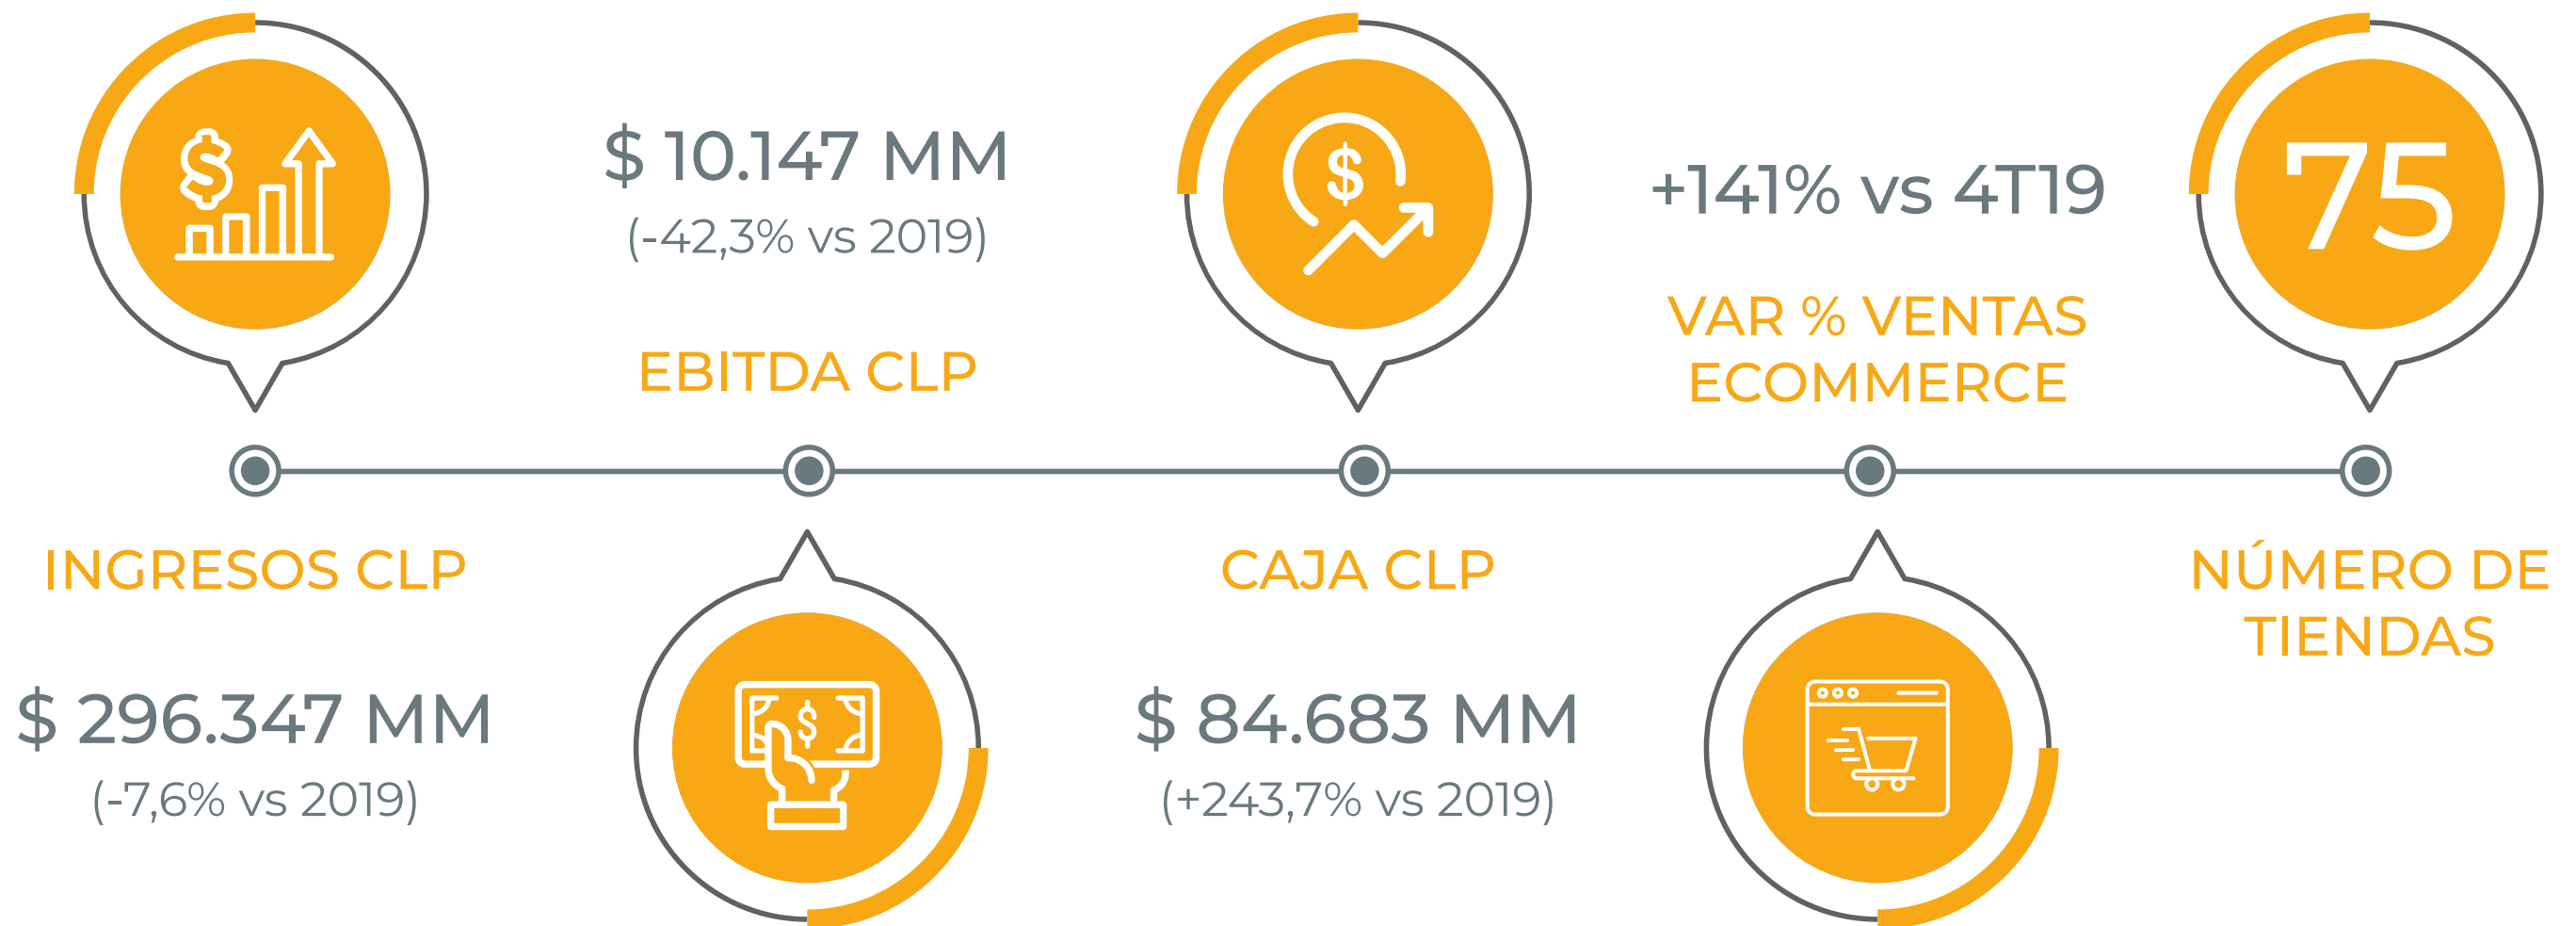 INGRESOS CLP
$ 296.347 MM
(-7,6% vs 2019)
$ 10.147 MM
(-42,3% vs 2019)
EBITDA CLP
$
CAJA CLP
$ 84.683 MM
(+243,7% vs 2019)
+141% vs 4T19
VAR % VENTAS
ECOMMERCE
75
NÚMERO DE
TIENDAS